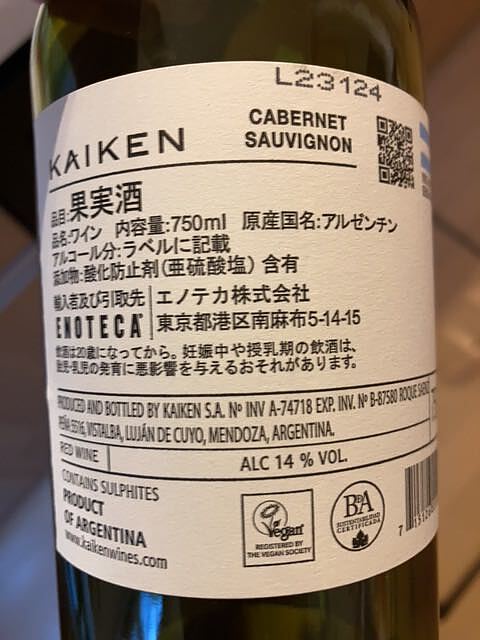 L23124
KAIKEN
CABERNET
SAUVIGNON
品目:果実酒
品名:ワイン 内容量:750ml 原産国名:アルゼンチン
アルコール分:ラベルに記載
添加物:酸化防止剤(亜硫酸塩) 含有
輸入者及び引取先 エノテカ株式会社
ENOTECA 東京都港区南麻布5-14-15
飲酒は20歳になってから。妊娠中や授乳期の飲酒は、
胎児・乳児の発育に悪影響を与えるおそれがあります。
PRODUCED AND BOTTLED BY KAIKEN S.A. Nº INV A-74718 EXP. INV. Nº B-87580 ROQUE SAENZ
PEÑA 5516, VISTALBA, LUJÁN DE CUYO, MENDOZA, ARGENTINA.
RED WINE
ALC 14 % VOL.
CONTAINS SULPHITES
PRODUCT
OF ARGENTINA
www.kaikenwines.com
Vegan
REGISTERED BY
THE VEGAN SOCIETY
BdA
SUSTENTABILIDAD
CERTIFICADA